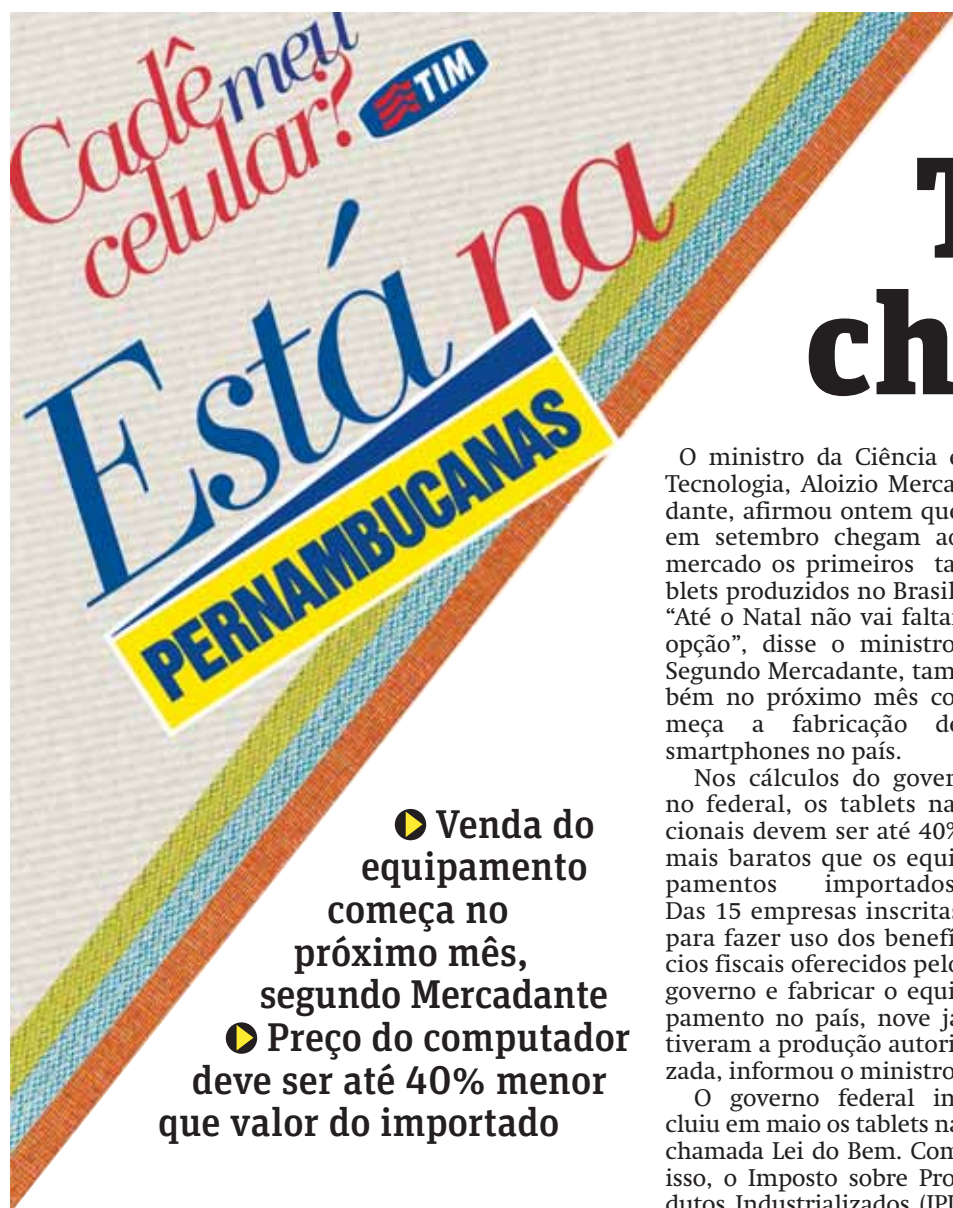 Cadê meu
celular?
TIM
Está na
PERNAMBUCANAS
Venda do
equipamento
começa no
próximo mês,
segundo Mercadante
Preço do computador
deve ser até 40% menor
que valor do importado
T
ch
O ministro da Ciência e
Tecnologia, Aloizio Merca
dante, afirmou ontem que
em setembro chegam ao
mercado os primeiros ta
blets produzidos no Brasil
“Até o Natal não vai faltar
opção”, disse o ministro
Segundo Mercadante, tam
bém no próximo mês co
meça a fabricação de
smartphones no país.
Nos cálculos do gover
no federal, os tablets na
cionais devem ser até 40%
mais baratos que os equi
pamentos importados
Das 15 empresas inscritas
para fazer uso dos benefí
cios fiscais oferecidos pelo
governo e fabricar o equi
pamento no país, nove já
tiveram a produção autori
zada, informou o ministro
O governo federal in
cluiu em maio os tablets na
chamada Lei do Bem. Com
isso, o Imposto sobre Pro
dutos Industrializados (IPI